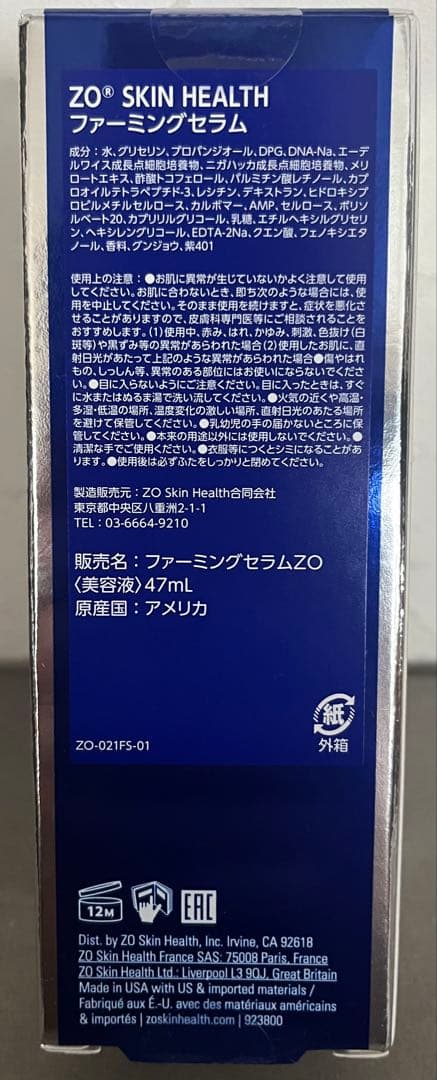 ZO® SKIN HEALTH
ファーミングセラム
成分：水、グリセリン、プロパンジオール、DPG、DNA-Na、エーデ
ルワイス成長点細胞培養物、ニガハッカ成長点細胞培養物、メリ
ロートエキス、酢酸トコフェロール、パルミチン酸レチノール、カプ
ロオイルテトラペプチド-3、レシチン、デキストラン、ヒドロキシプ
ロピルメチルセルロース、カルボマー、AMP、セルロース、ポリソ
ルベート20、カプリリルグリコール、乳糖、エチルヘキシルグリセリ
ン、ヘキシレングリコール、EDTA-2Na、クエン酸、フェノキシエタ
ノール、香料、グンジョウ、紫401
使用上の注意：●お肌に異常が生じていないかよく注意して使用
してください。お肌に合わないとき、即ち次のような場合には、使
用を中止してください。そのまま使用を続けますと、症状を悪化さ
せることがありますので、皮膚科専門医等にご相談されることを
おすすめします。(1)使用中、赤み、はれ、かゆみ、刺激、色抜け(白
斑等)や黒ずみ等の異常があらわれた場合(2)使用したお肌に、直
射日光があたって上記のような異常があらわれた場合●傷やはれ
もの、しっしん等、異常のある部位にはお使いにならないでくださ
い。●目に入らないようにご注意ください。目に入ったときは、すぐ
に水またはぬるま湯で洗い流してください。●火気の近くや高温・
多湿・低温の場所、温度変化の激しい場所、直射日光のあたる場所
を避けて保管してください。●乳幼児の手の届かないところに保
管してください。●本来の用途以外には使用しないでください。●
清潔な手でご使用ください。●衣服等につくとシミになることがあ
ります。●使用後は必ずふたをしっかりと閉めてください。
製造販売元：ZO Skin Health合同会社
東京都中央区八重洲2-1-1
TEL：03-6664-9210
販売名：ファーミングセラムZO
〈美容液〉47mL
原産国：アメリカ
紙
外箱
ZO-021FS-01
12M
EAC
Dist. by ZO Skin Health, Inc. Irvine, CA 92618
ZO Skin Health France SAS: 75008 Paris, France
ZO Skin Health Ltd.: Liverpool L3 9QJ, Great Britain
Made in USA with US & imported materials /
Fabriqué aux É.-U. avec des matériaux américains
& importés | zoskinhealth.com | 923800